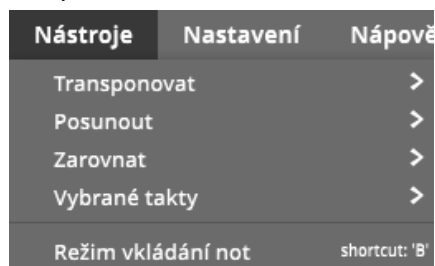 Nástroje Nastavení Nápově
Transponovat
Posunout
Zarovnat
Vybrané takty
Režim vkládání not shortcut: 'B'